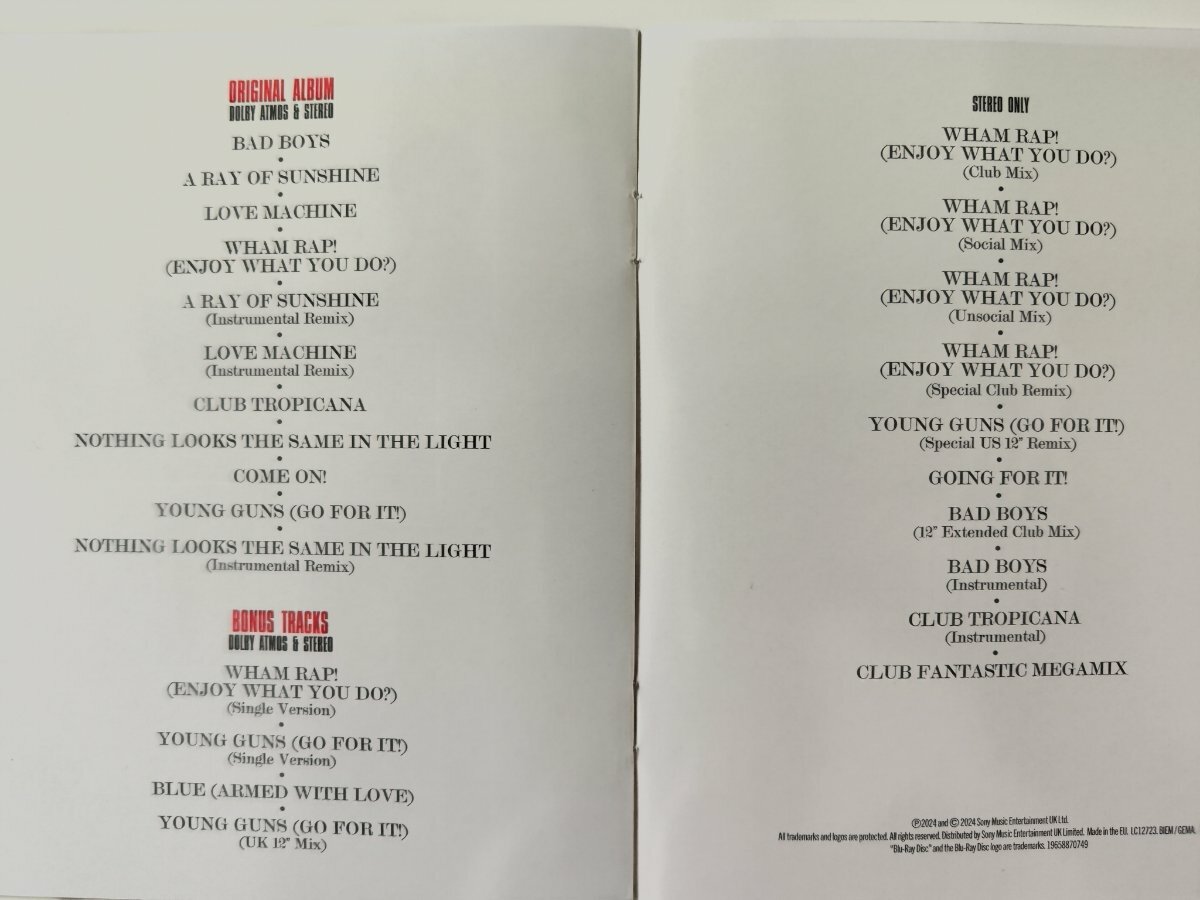 ORIGINAL ALBUM
DOLBY ATMOS & STEREO
BAD BOYS
•
A RAY OF SUNSHINE
•
LOVE MACHINE
•
WHAM RAP!
(ENJOY WHAT YOU DO?)
•
A RAY OF SUNSHINE
(Instrumental Remix)
•
LOVE MACHINE
(Instrumental Remix)
•
CLUB TROPICANA
•
NOTHING LOOKS THE SAME IN THE LIGHT
•
COME ON!
•
YOUNG GUNS (GO FOR IT!)
•
NOTHING LOOKS THE SAME IN THE LIGHT
(Instrumental Remix)
BONUS TRACKS
DOLBY ATMOS & STEREO
WHAM RAP!
(ENJOY WHAT YOU DO?)
(Single Version)
•
YOUNG GUNS (GO FOR IT!)
(Single Version)
•
BLUE (ARMED WITH LOVE)
•
YOUNG GUNS (GO FOR IT!)
(UK 12" Mix)
STEREO ONLY
WHAM RAP!
(ENJOY WHAT YOU DO?)
(Club Mix)
•
WHAM RAP!
(ENJOY WHAT YOU DO?)
(Social Mix)
•
WHAM RAP!
(ENJOY WHAT YOU DO?)
(Unsocial Mix)
•
WHAM RAP!
(ENJOY WHAT YOU DO?)
(Special Club Remix)
•
YOUNG GUNS (GO FOR IT!)
(Special US 12" Remix)
•
GOING FOR IT!
•
BAD BOYS
(12" Extended Club Mix)
•
BAD BOYS
(Instrumental)
•
CLUB TROPICANA
(Instrumental)
•
CLUB FANTASTIC MEGAMIX
℗2024 and © 2024 Sony Music Entertainment UK Ltd.
All trademarks and logos are protected. All rights reserved. Distributed by Sony Music Entertainment UK Limited. Made in the EU. LC12723. BIEM / GEMA.
"Blu-Ray Disc" and the Blu-Ray Disc logo are trademarks. 19658870749